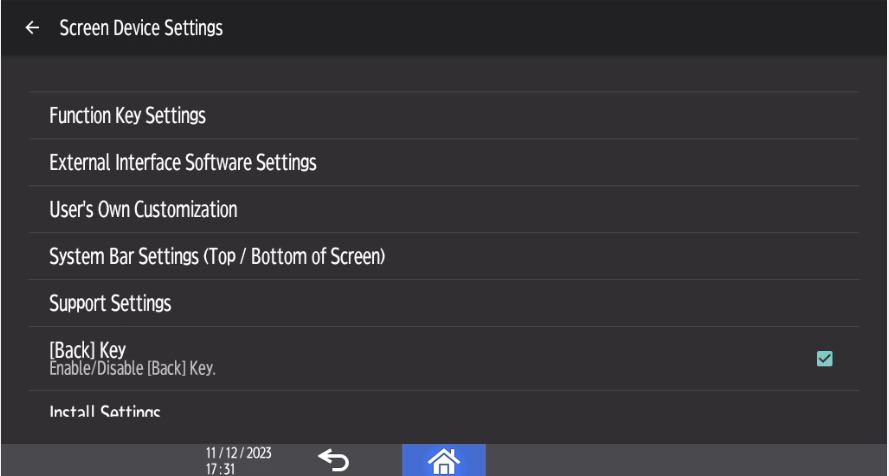 Screen Device Settings
Function Key Settings
External Interface Software Settings
User's Own Customization
System Bar Settings (Top / Bottom of Screen)
Support Settings
[Back] Key
Enable/Disable [Back] Key.
Install Settings
11 / 12 / 2023
17 : 31